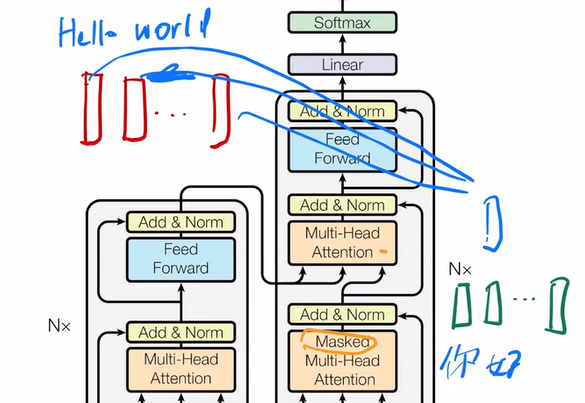 Hello world
Softmax
Linear
Add & Norm
Feed
Forward
Add & Norm
Multi-Head
Attention
Nx
Add & Norm
Masked
Multi-Head
Attention
Add & Norm
Feed
Forward
Nx
Add & Norm
Multi-Head
Attention
你好